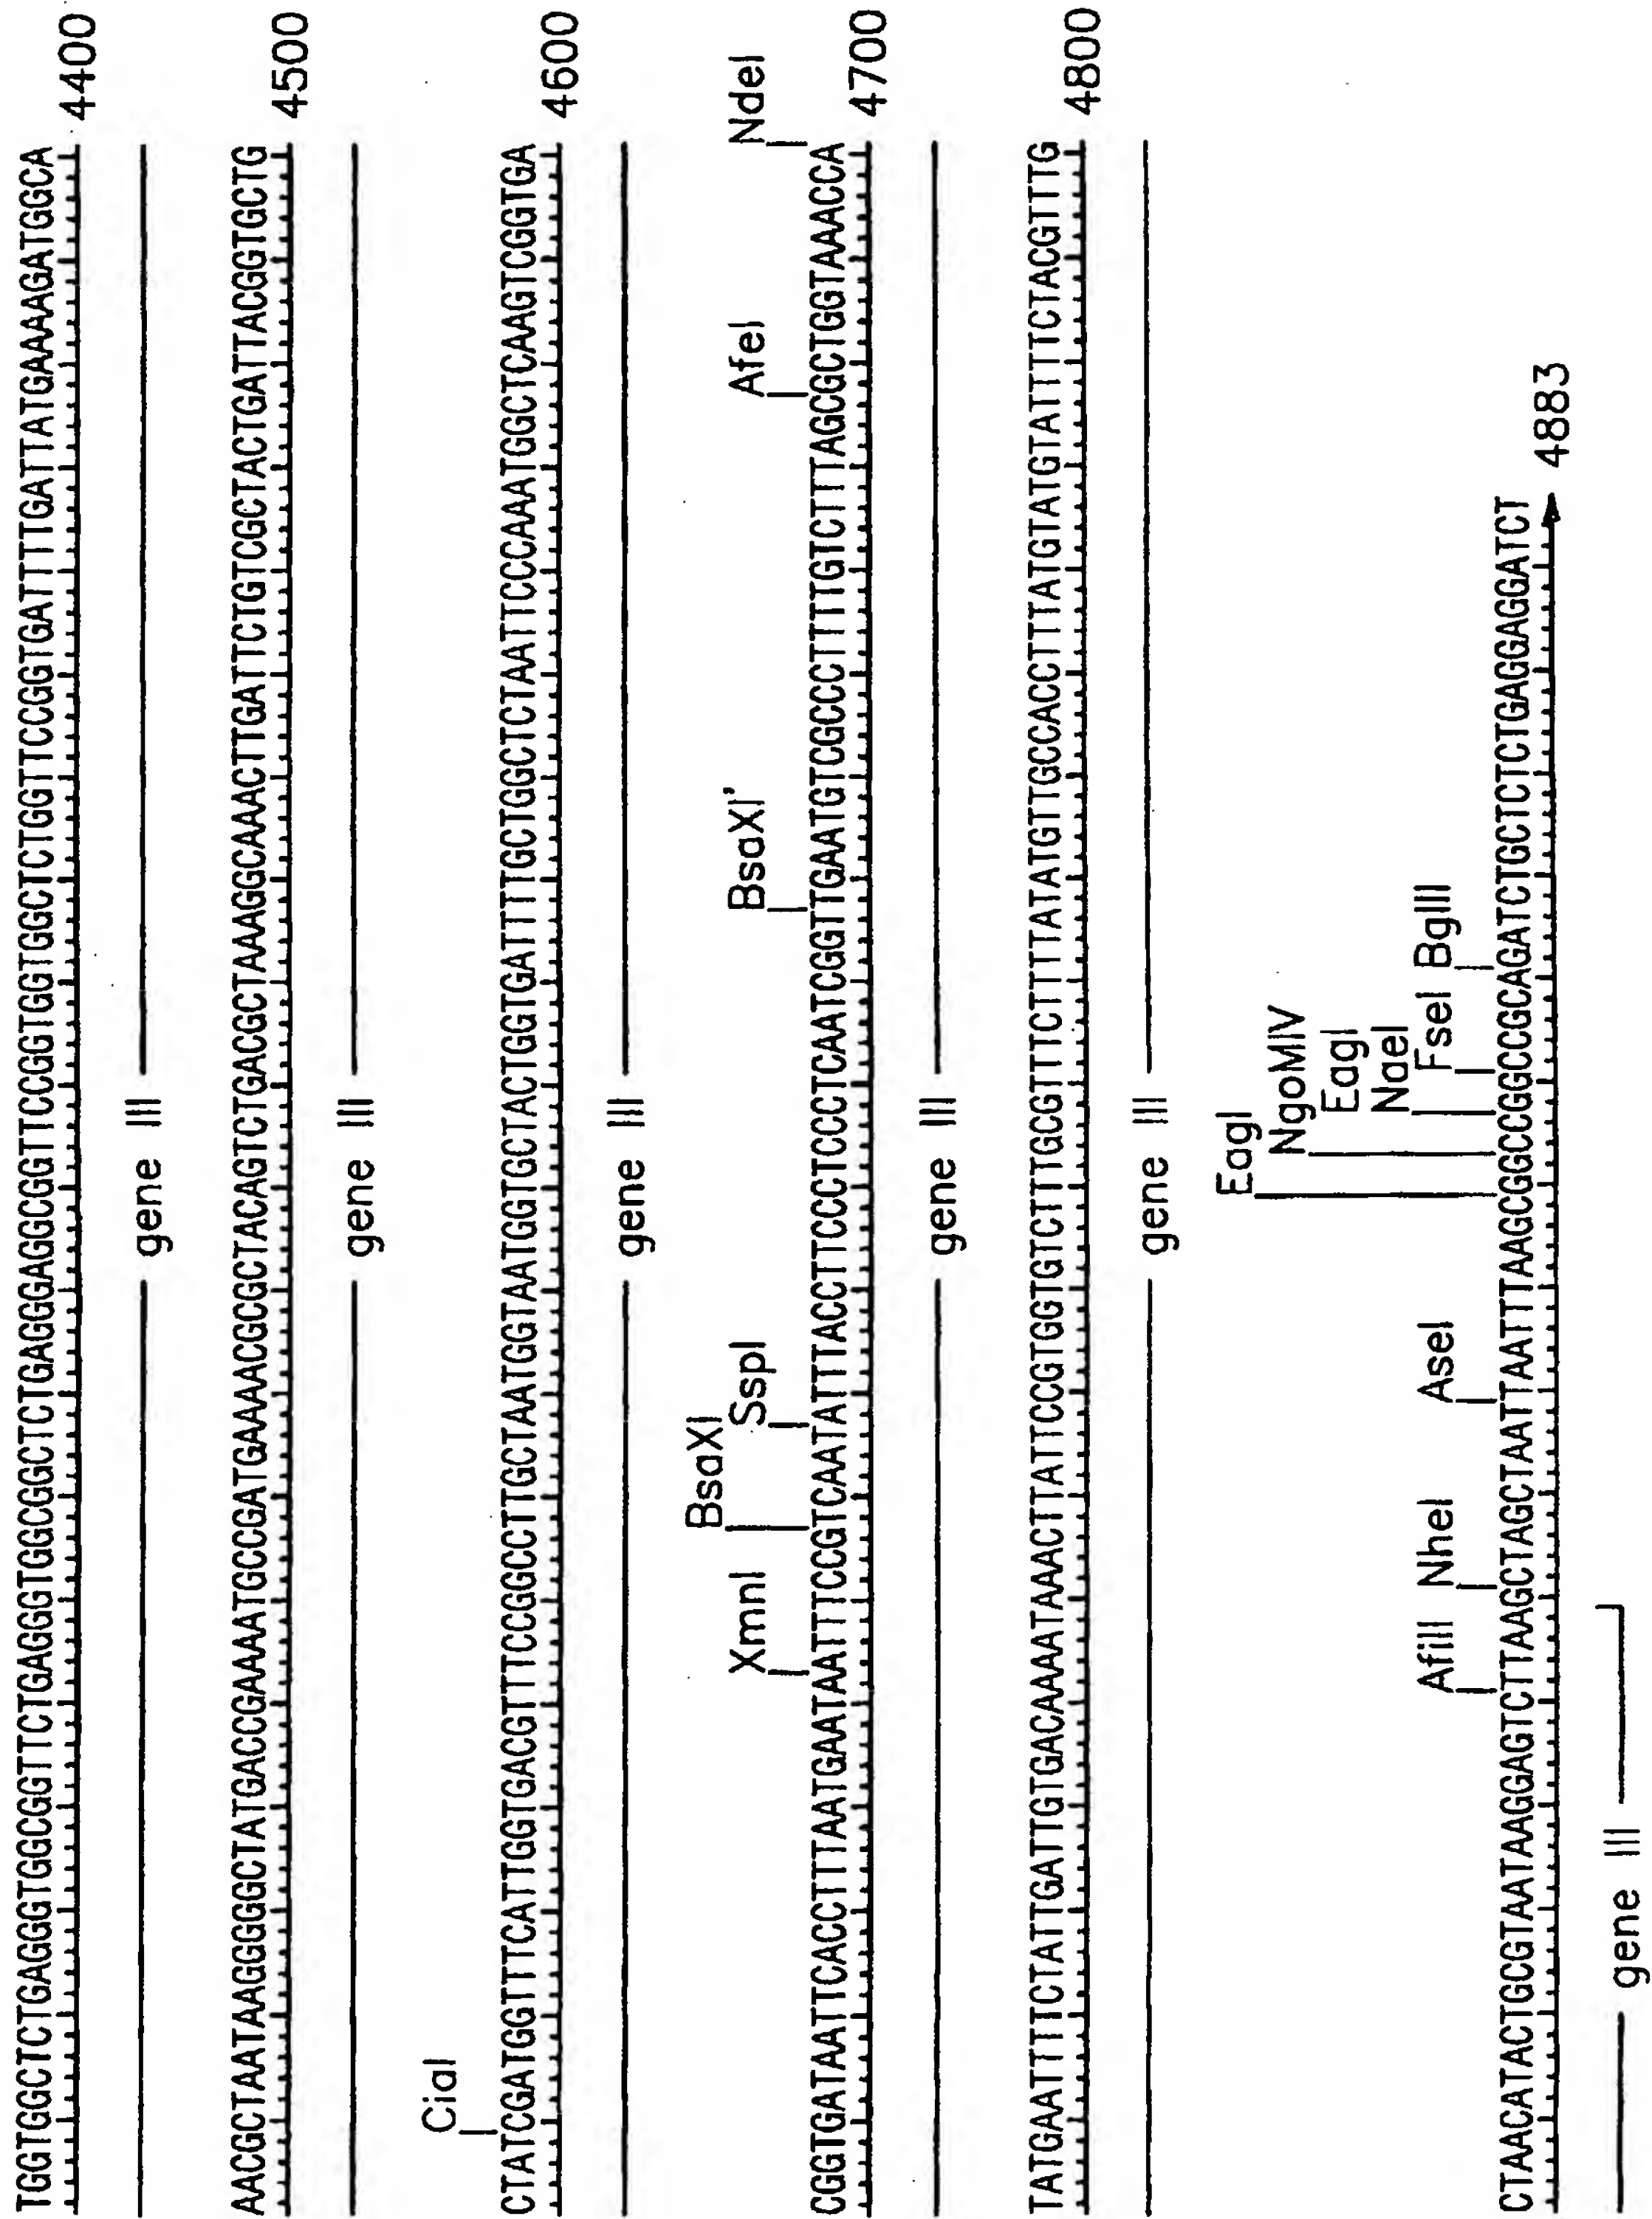 TGGTGGCTCTGAGGGTGGCGGTTCTGAGGGTGGCGGCTCTGAGGGAGGCGGTTCCGGTGGTGGCTCTGGTTCCGGTGATTTTGATTATGAAAAGATGGCA 4400
gene III
AACGCTAATAAGGGGGCTATGACCGAAAATGCCGATGAAAACGCGCTACAGTCTGACGCTAAAGGCAAACTTGATTCTGTCGCTACTGATTACGGTGCTG 4500
gene III
CiaI
CTATCGATGGTTTCATTGGTGACGTTTCCGGCCTTGCTAATGGTAATGGTGCTACTGGTGATTTTGCTGGCTCTAATTCCCAAATGGCTCAAGTCGGTGA 4600
gene III
BsaXI
XmnI SspI BsaXI' AfeI NdeI
CGGTGATAATTCACCTTTAATGAATAATTTCCGTCAATATTTACCTTCCCTCCCTCAATCGGTTGAATGTCGCCCTTTTGTCTTTAGCGCTGGTAAACCA 4700
gene III
TATGAATTTTCTATTGATTGTGACAAAATAAACTTATTCCGTGGTGTCTTTGCGTTTCTTTTATATGTTGCCACCTTTATGTATGTATTTTCTACGTTTG 4800
gene III
EagI
NgoMIV
EagI
NaeI
AflII NheI AseI FseI BglII
CTAACATACTGCGTAATAAGGAGTCTTAAGCTAGCTAATTAATTTAAGCGGCCGGCCGCAGATCTGCTCTCTGAGGAGGATCT 4883
gene III